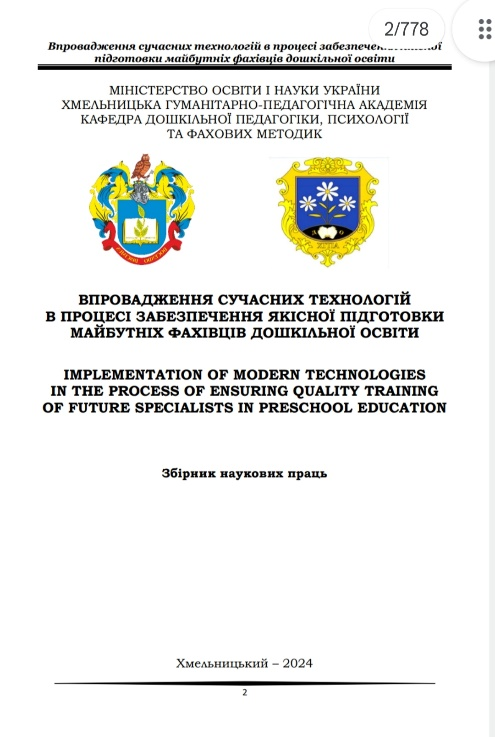 2/778
Впровадження сучасних технологій в процесі забезпечення
підготовки майбутніх фахівців дошкільної освіти
МІНІСТЕРСТВО ОСВІТИ І НАУКИ УКРАЇНИ
ХМЕЛЬНИЦЬКА ГУМАНІТАРНО-ПЕДАГОГІЧНА АКАДЕМІЯ
КАФЕДРА ДОШКІЛЬНОЇ ПЕДАГОГІКИ, ПСИХОЛОГІЇ
ТА ФАХОВИХ МЕТОДИК
ВПРОВАДЖЕННЯ СУЧАСНИХ ТЕХНОЛОГІЙ
В ПРОЦЕСІ ЗАБЕЗПЕЧЕННЯ ЯКІСНОЇ ПІДГОТОВКИ
МАЙБУТНІХ ФАХІВЦІВ ДОШКІЛЬНОЇ ОСВІТИ
IMPLEMENTATION OF MODERN TECHNOLOGIES
IN THE PROCESS OF ENSURING QUALITY TRAINING
OF FUTURE SPECIALISTS IN PRESCHOOL EDUCATION
Збірник наукових праць
Хмельницький – 2024
2